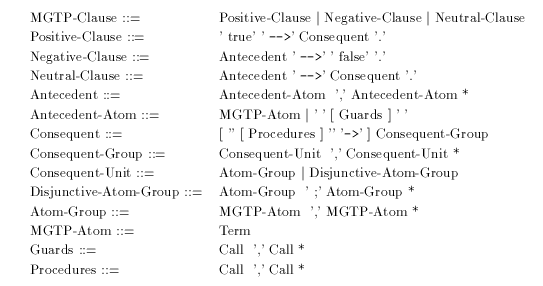 MGTP-Clause ::= Positive-Clause | Negative-Clause | Neutral-Clause
Positive-Clause ::= ' true' ' -->' Consequent '.'
Negative-Clause ::= Antecedent ' -->' ' false' '.'
Neutral-Clause ::= Antecedent ' -->' Consequent '.'
Antecedent ::= Antecedent-Atom ',' Antecedent-Atom *
Antecedent-Atom ::= MGTP-Atom | ' ' [ Guards ] ' '
Consequent ::= [ '' [ Procedures ] '' '->' ] Consequent-Group
Consequent-Group ::= Consequent-Unit ',' Consequent-Unit *
Consequent-Unit ::= Atom-Group | Disjunctive-Atom-Group
Disjunctive-Atom-Group ::= Atom-Group ' ;' Atom-Group *
Atom-Group ::= MGTP-Atom ',' MGTP-Atom *
MGTP-Atom ::= Term
Guards ::= Call ',' Call *
Procedures ::= Call ',' Call *